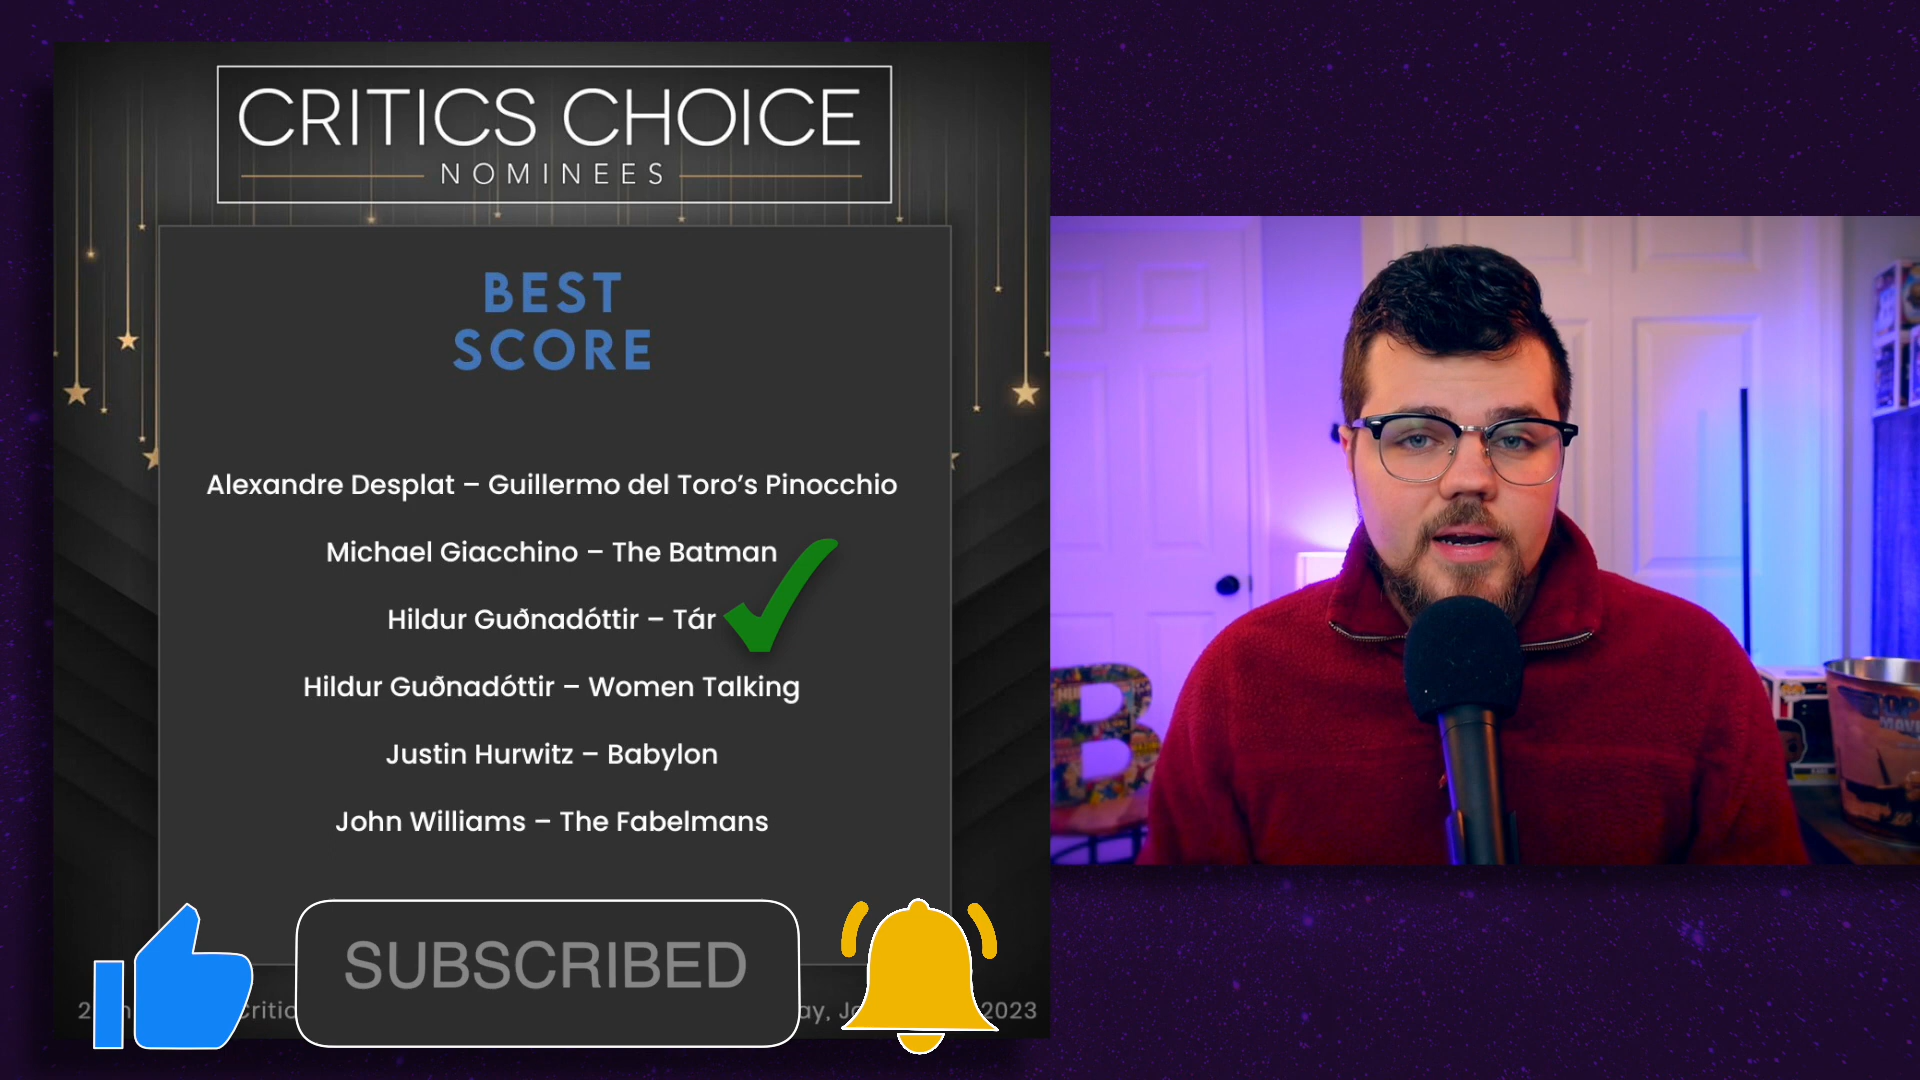 CRITICS CHOICE
NOMINEES
BEST
SCORE
Alexandre Desplat – Guillermo del Toro’s Pinocchio
Michael Giacchino – The Batman
Hildur Guðnadóttir – Tár
Hildur Guðnadóttir – Women Talking
Justin Hurwitz – Babylon
John Williams – The Fabelmans
SUBSCRIBED
2023
B